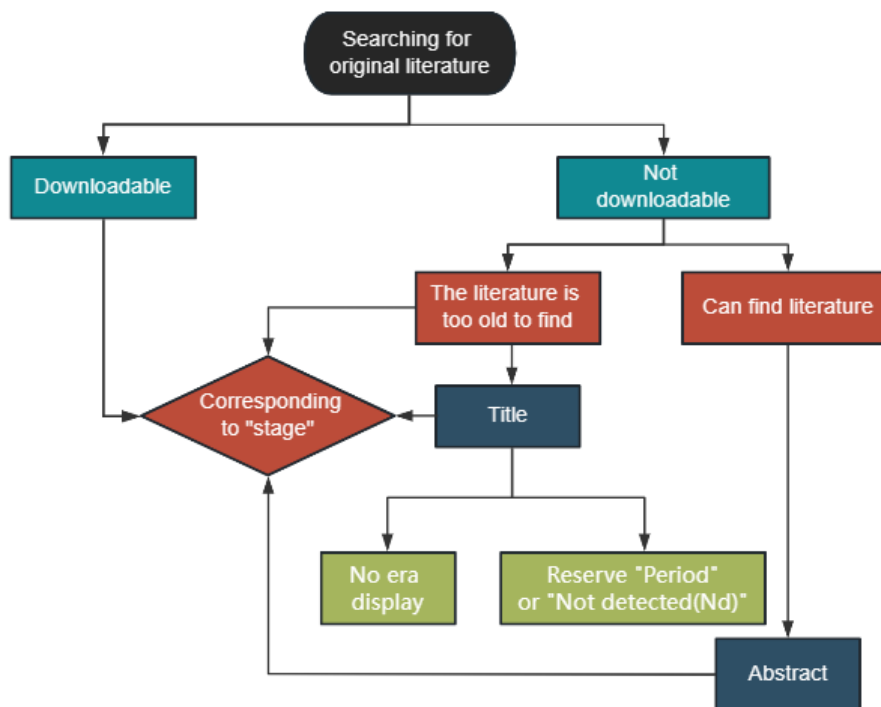 Searching for
original literature
Downloadable
Not
downloadable
The literature is
too old to find
Can find literature
Corresponding
to "stage"
Title
No era
display
Reserve "Period"
or "Not detected(Nd)"
Abstract